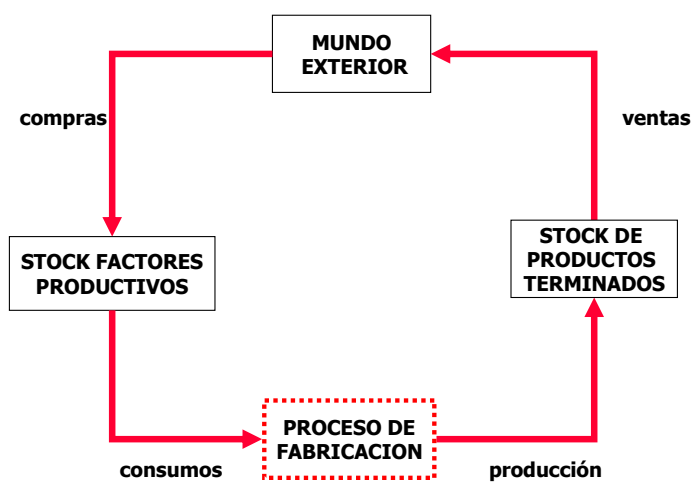 MUNDO
EXTERIOR
compras
ventas
STOCK FACTORES
PRODUCTIVOS
STOCK DE
PRODUCTOS
TERMINADOS
PROCESO DE
FABRICACION
consumos
producción